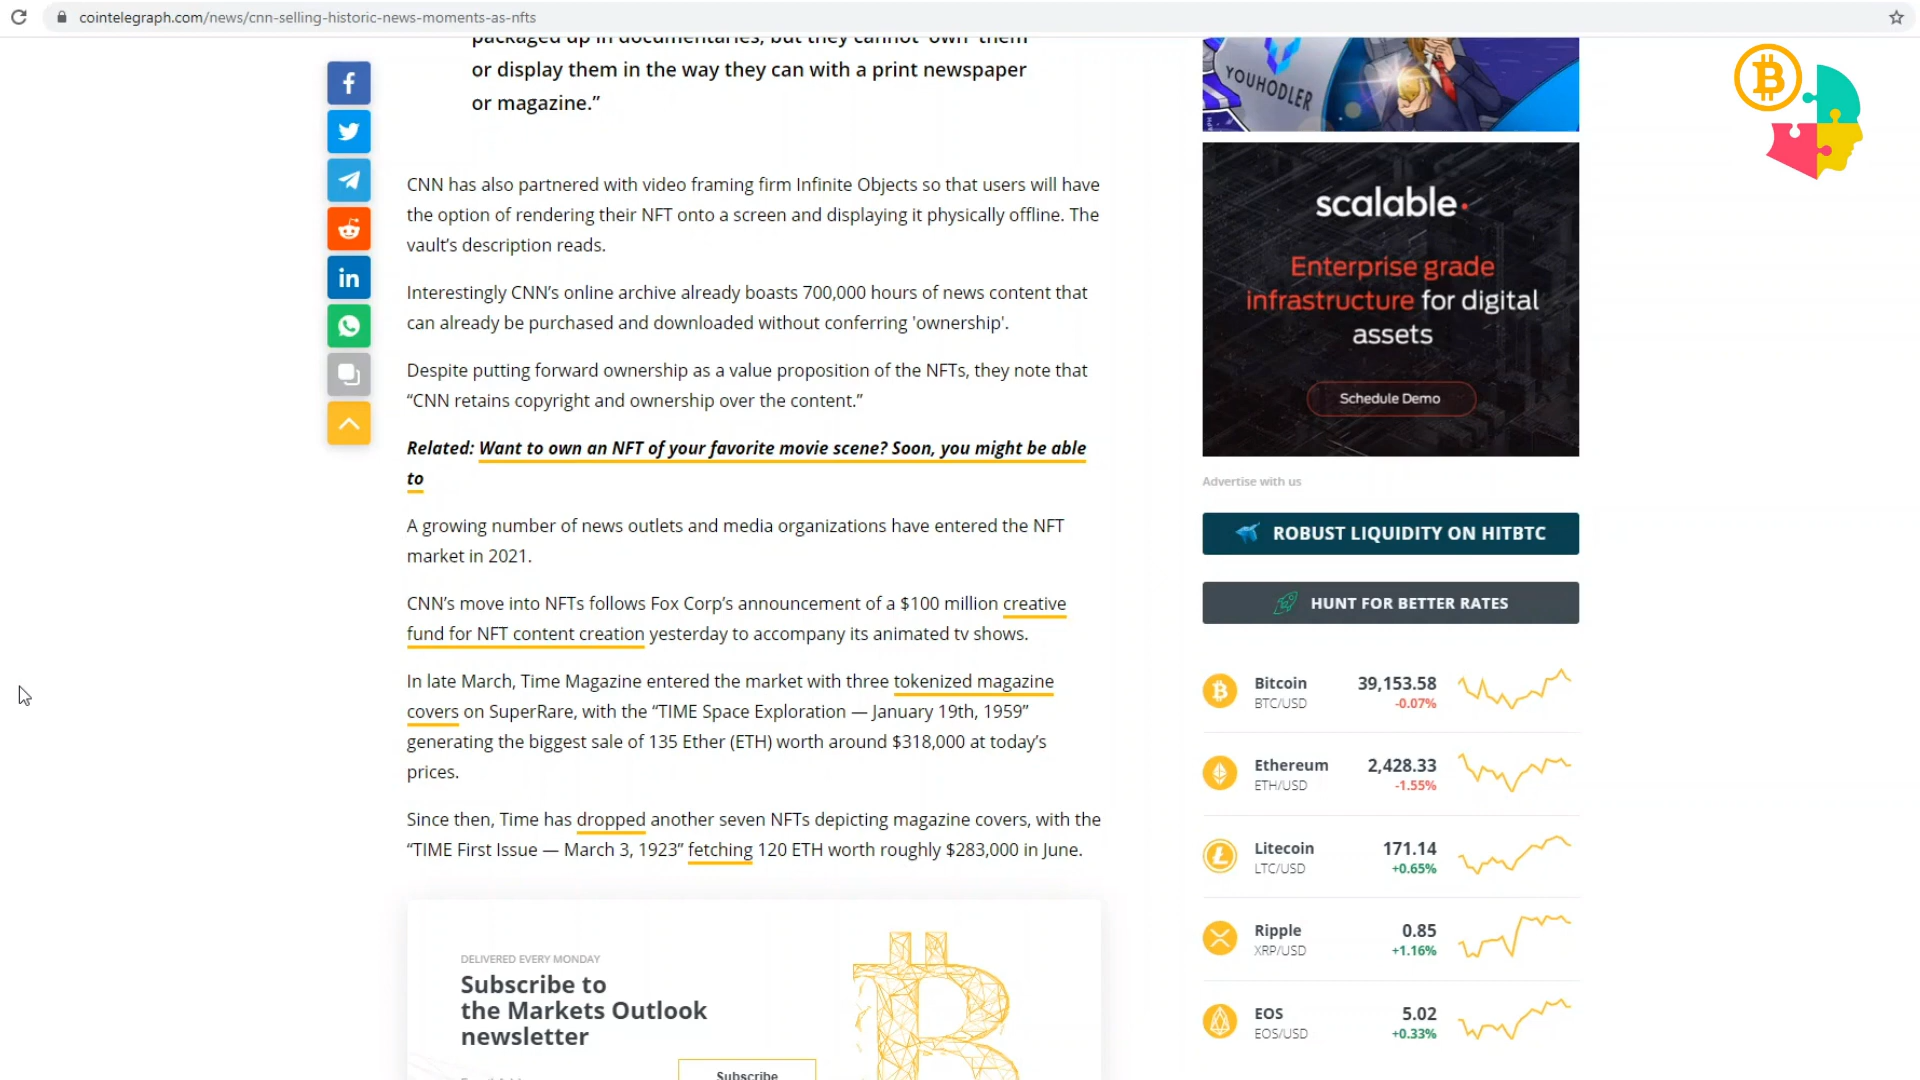 cointelegraph.com/news/cnn-selling-historic-news-moments-as-nfts
packaged up in documentaries, but they cannot 'own' them
or display them in the way they can with a print newspaper
or magazine.”
CNN has also partnered with video framing firm Infinite Objects so that users will have
the option of rendering their NFT onto a screen and displaying it physically offline. The
vault’s description reads.
Interestingly CNN’s online archive already boasts 700,000 hours of news content that
can already be purchased and downloaded without conferring 'ownership'.
Despite putting forward ownership as a value proposition of the NFTs, they note that
“CNN retains copyright and ownership over the content.”
Related: Want to own an NFT of your favorite movie scene? Soon, you might be able
to
A growing number of news outlets and media organizations have entered the NFT
market in 2021.
CNN’s move into NFTs follows Fox Corp’s announcement of a $100 million creative
fund for NFT content creation yesterday to accompany its animated tv shows.
In late March, Time Magazine entered the market with three tokenized magazine
covers on SuperRare, with the “TIME Space Exploration — January 19th, 1959”
generating the biggest sale of 135 Ether (ETH) worth around $318,000 at today’s
prices.
Since then, Time has dropped another seven NFTs depicting magazine covers, with the
“TIME First Issue — March 3, 1923” fetching 120 ETH worth roughly $283,000 in June.
DELIVERED EVERY MONDAY
Subscribe to
the Markets Outlook
newsletter
Subscribe
YOUHODLER
scalable.
Enterprise grade
infrastructure for digital
assets
Schedule Demo
Advertise with us
ROBUST LIQUIDITY ON HITBTC
HUNT FOR BETTER RATES
Bitcoin 39,153.58
BTC/USD -0.07%
Ethereum 2,428.33
ETH/USD -1.55%
Litecoin 171.14
LTC/USD +0.65%
Ripple 0.85
XRP/USD +1.16%
EOS 5.02
EOS/USD +0.33%